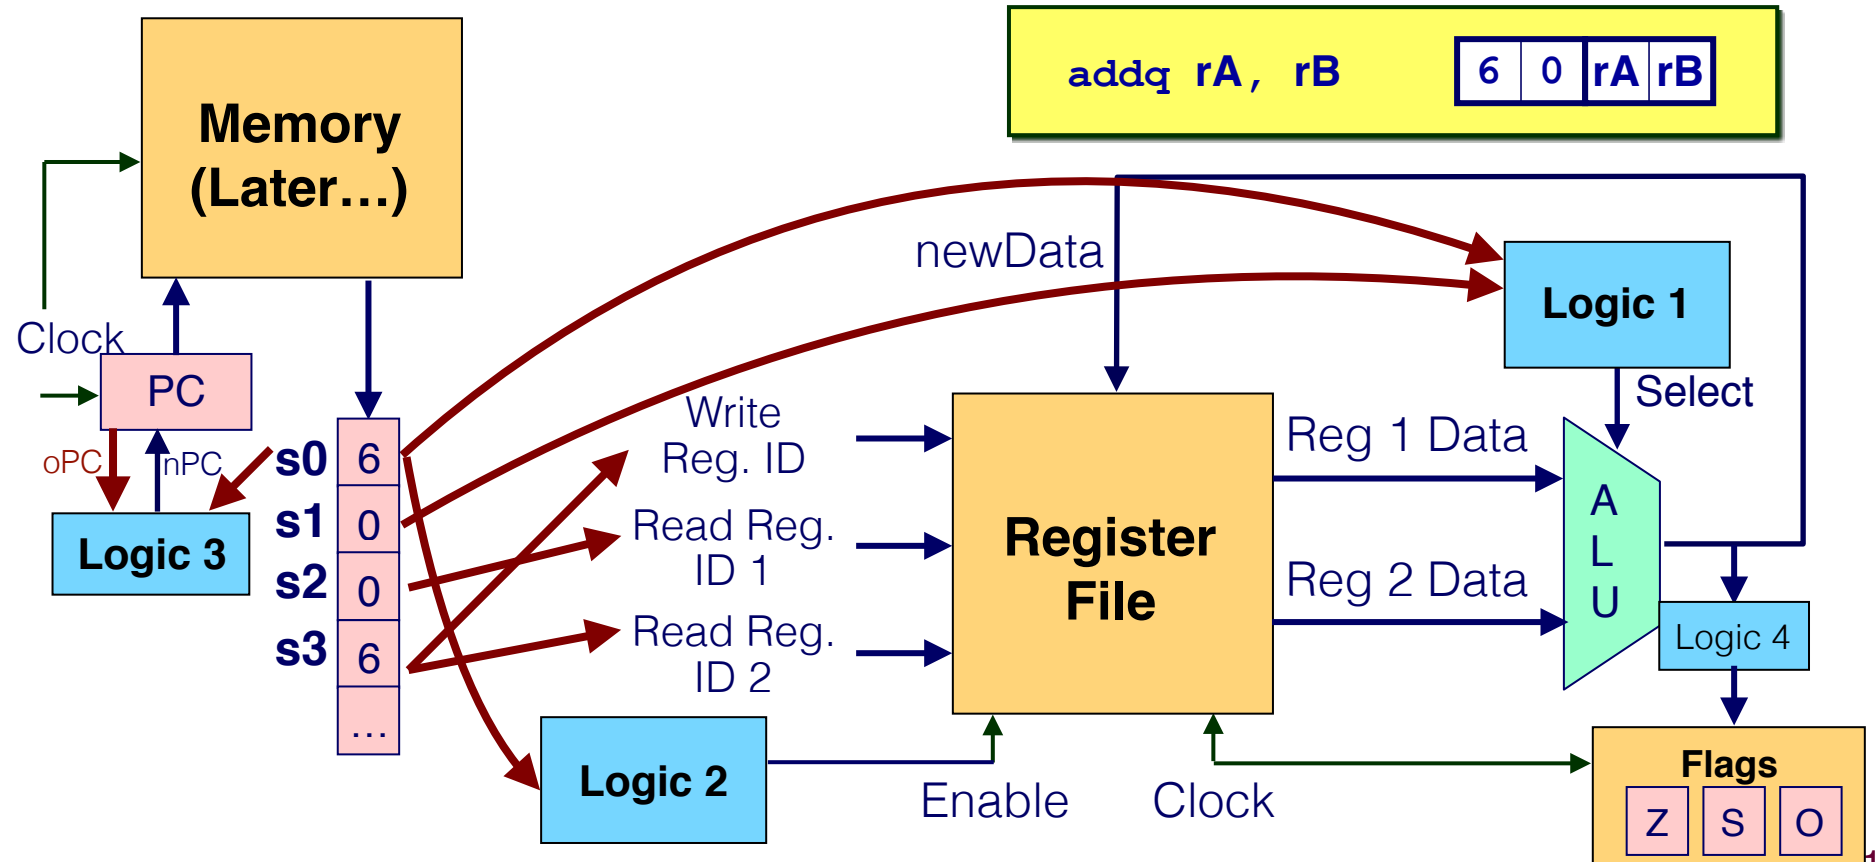 addq rA, rB
6 0 rA rB
Memory
(Later...)
newData
Logic 1
Clock
PC
Select
Write
Reg. ID
Reg 1 Data
oPC
nPC
s0 6
s1 0
s2 0
s3 6
...
Logic 3
Read Reg.
ID 1
Read Reg.
ID 2
Register
File
Reg 2 Data
A
L
U
Logic 4
Logic 2
Enable
Clock
Flags
Z S O